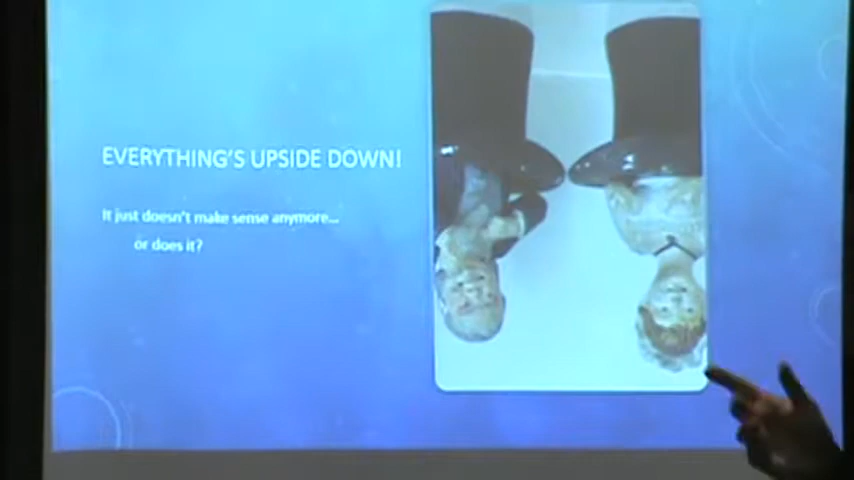 EVERYTHING'S UPSIDE DOWN!
It just doesn't make sense anymore...
or does it?